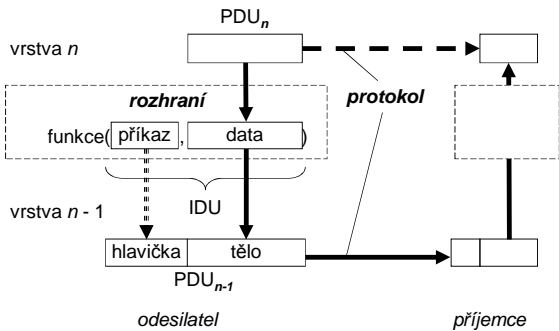 PDUn
vrstva n
rozhraní
protokol
funkce( příkaz , data )
IDU
vrstva n - 1
hlavička tělo
PDUn-1
odesilatel příjemce